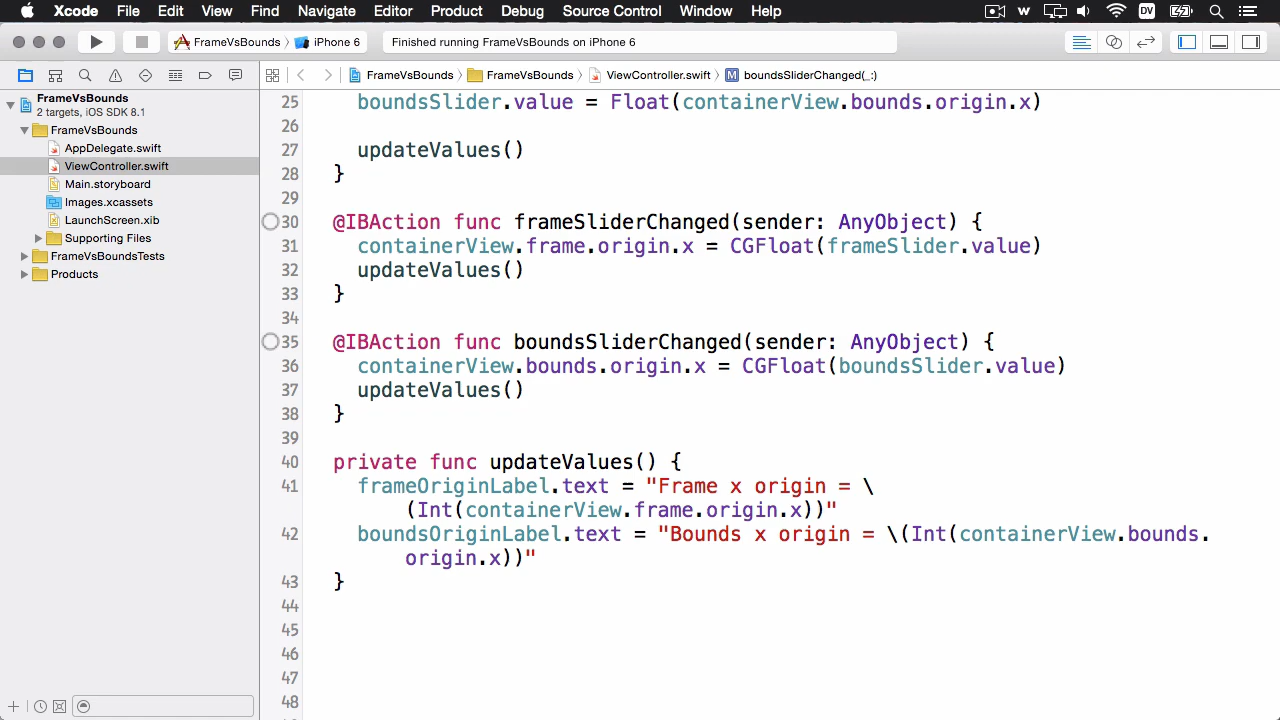 Xcode File Edit View Find Navigate Editor Product Debug Source Control Window Help
W DV
FrameVsBounds iPhone 6
Finished running FrameVsBounds on iPhone 6
FrameVsBounds FrameVsBounds ViewController.swift M boundsSliderChanged(_:)
FrameVsBounds
2 targets, iOS SDK 8.1
FrameVsBounds
AppDelegate.swift
ViewController.swift
Main.storyboard
Images.xcassets
LaunchScreen.xib
Supporting Files
FrameVsBoundsTests
Products
25 boundsSlider.value = Float(containerView.bounds.origin.x)
26
27 updateValues()
28 }
29
30 @IBAction func frameSliderChanged(sender: AnyObject) {
31 containerView.frame.origin.x = CGFloat(frameSlider.value)
32 updateValues()
33 }
34
35 @IBAction func boundsSliderChanged(sender: AnyObject) {
36 containerView.bounds.origin.x = CGFloat(boundsSlider.value)
37 updateValues()
38 }
39
40 private func updateValues() {
41 frameOriginLabel.text = "Frame x origin = \
(Int(containerView.frame.origin.x))"
42 boundsOriginLabel.text = "Bounds x origin = \(Int(containerView.bounds.
origin.x))"
43 }
44
45
46
47
48